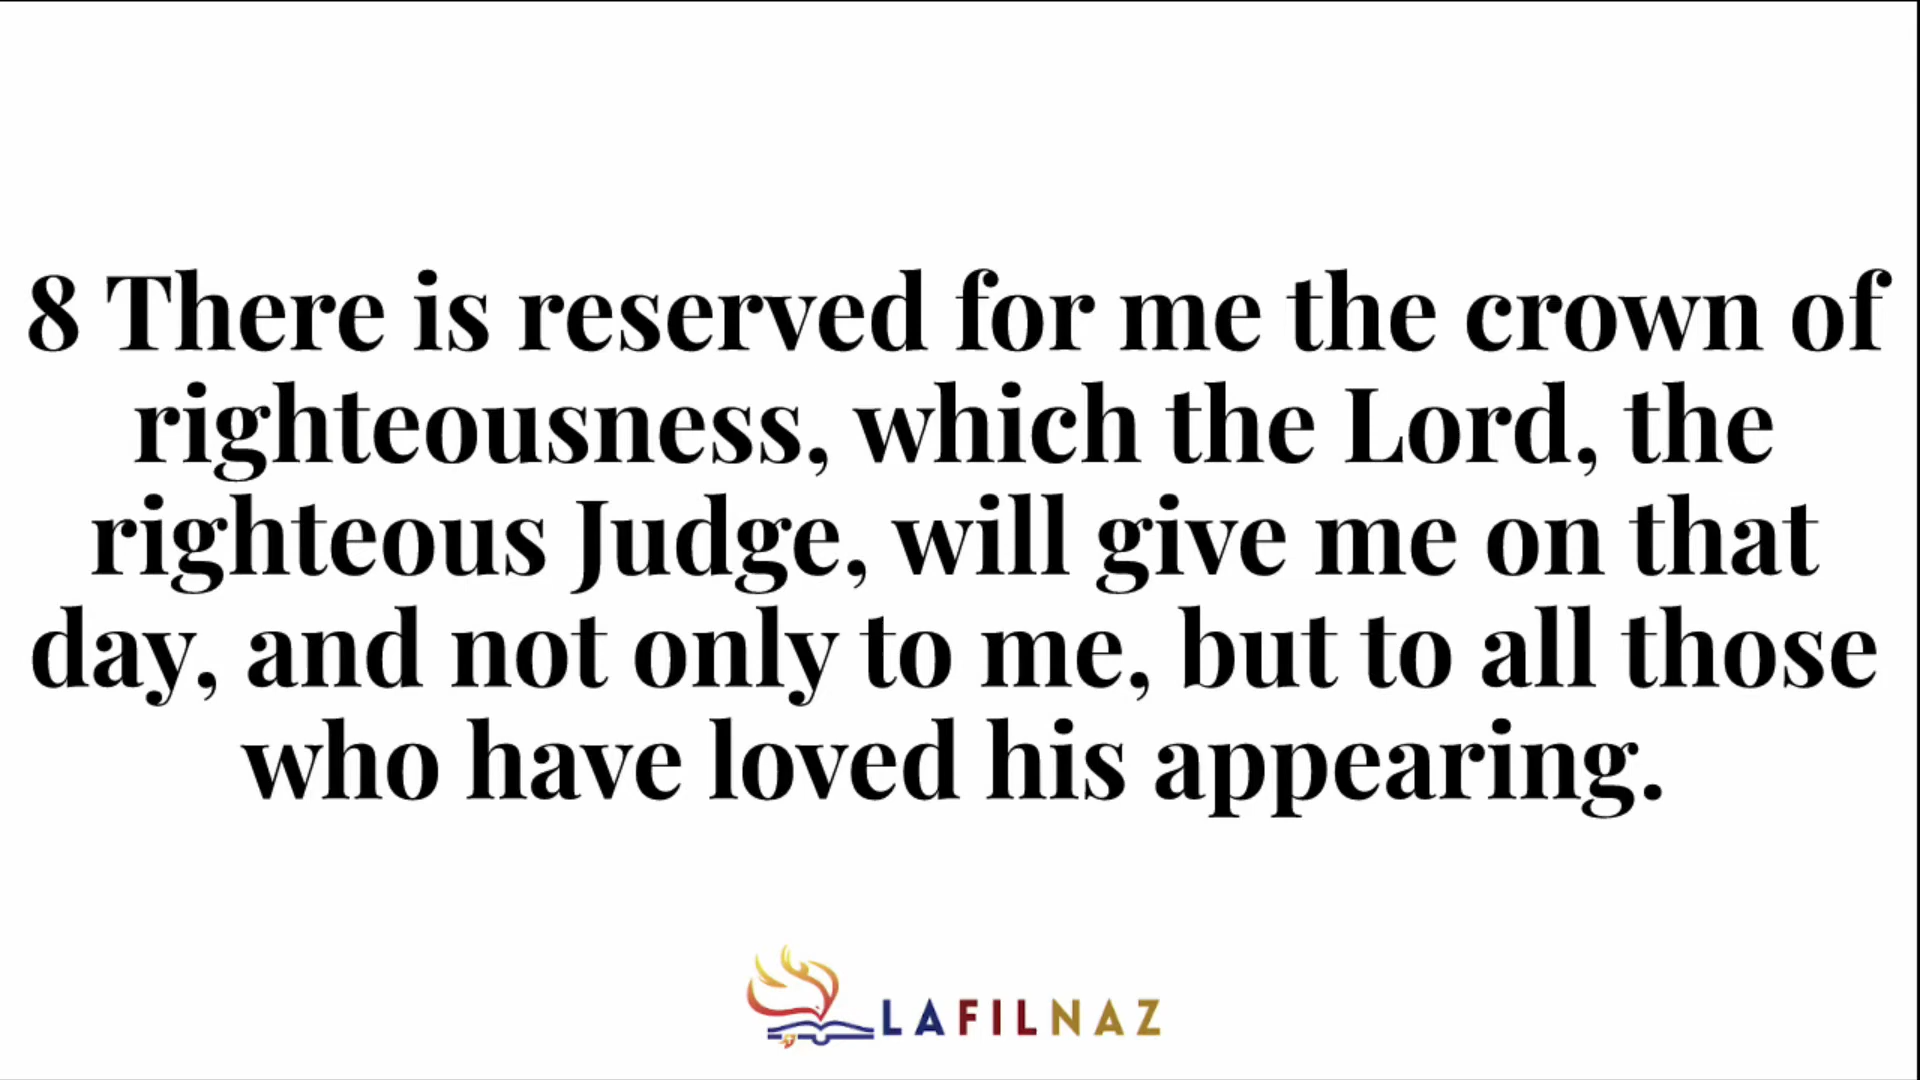 8 There is reserved for me the crown of
righteousness, which the Lord, the
righteous Judge, will give me on that
day, and not only to me, but to all those
who have loved his appearing.
LAFILNAZ